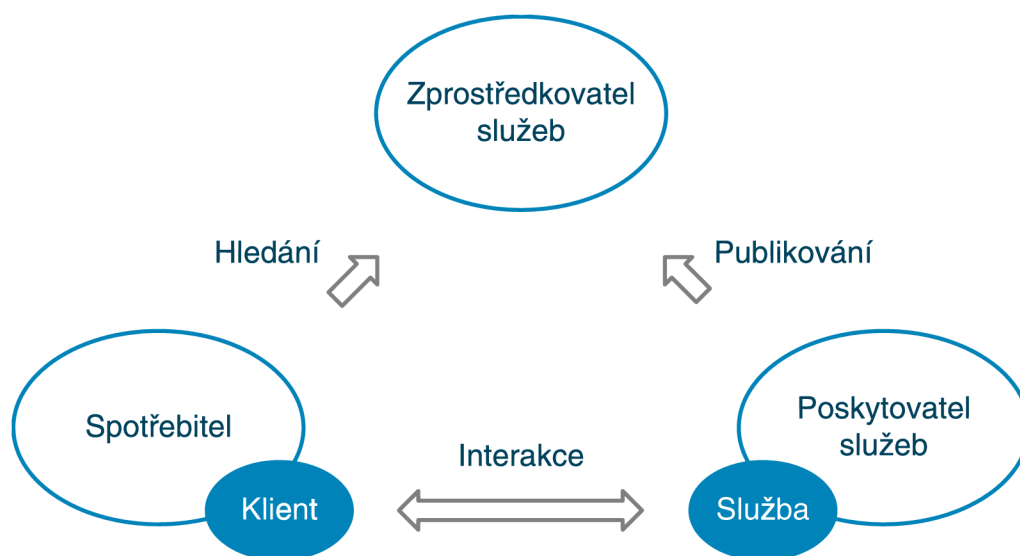 Zprostředkovatel
služeb
Hledání
Publikování
Spotřebitel
Poskytovatel
služeb
Interakce
Klient
Služba